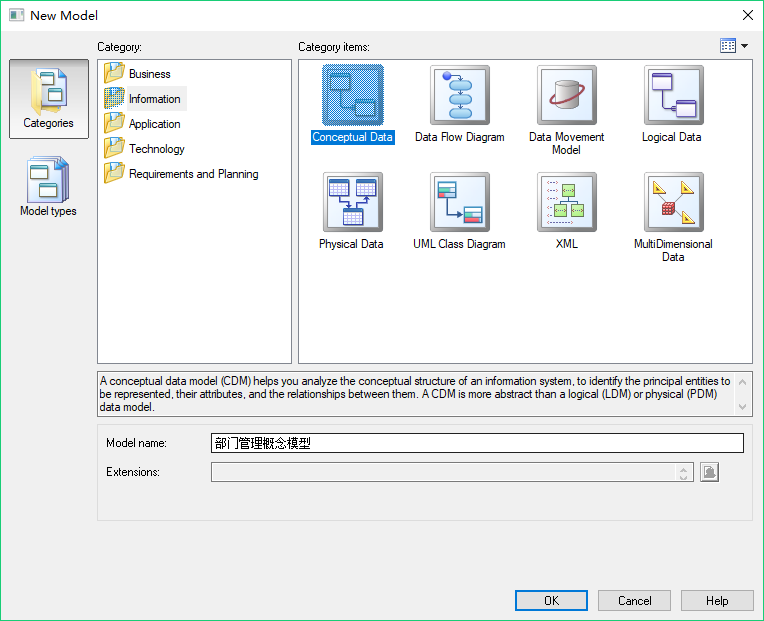 New Model
Category:
Category items:
Categories
Model types
Business
Information
Application
Technology
Requirements and Planning
Conceptual Data
Data Flow Diagram
Data Movement
Model
Logical Data
Physical Data
UML Class Diagram
XML
MultiDimensional
Data
A conceptual data model (CDM) helps you analyze the conceptual structure of an information system, to identify the principal entities to
be represented, their attributes, and the relationships between them. A CDM is more abstract than a logical (LDM) or physical (PDM)
data model.
Model name:
部门管理概念模型
Extensions:
OK
Cancel
Help